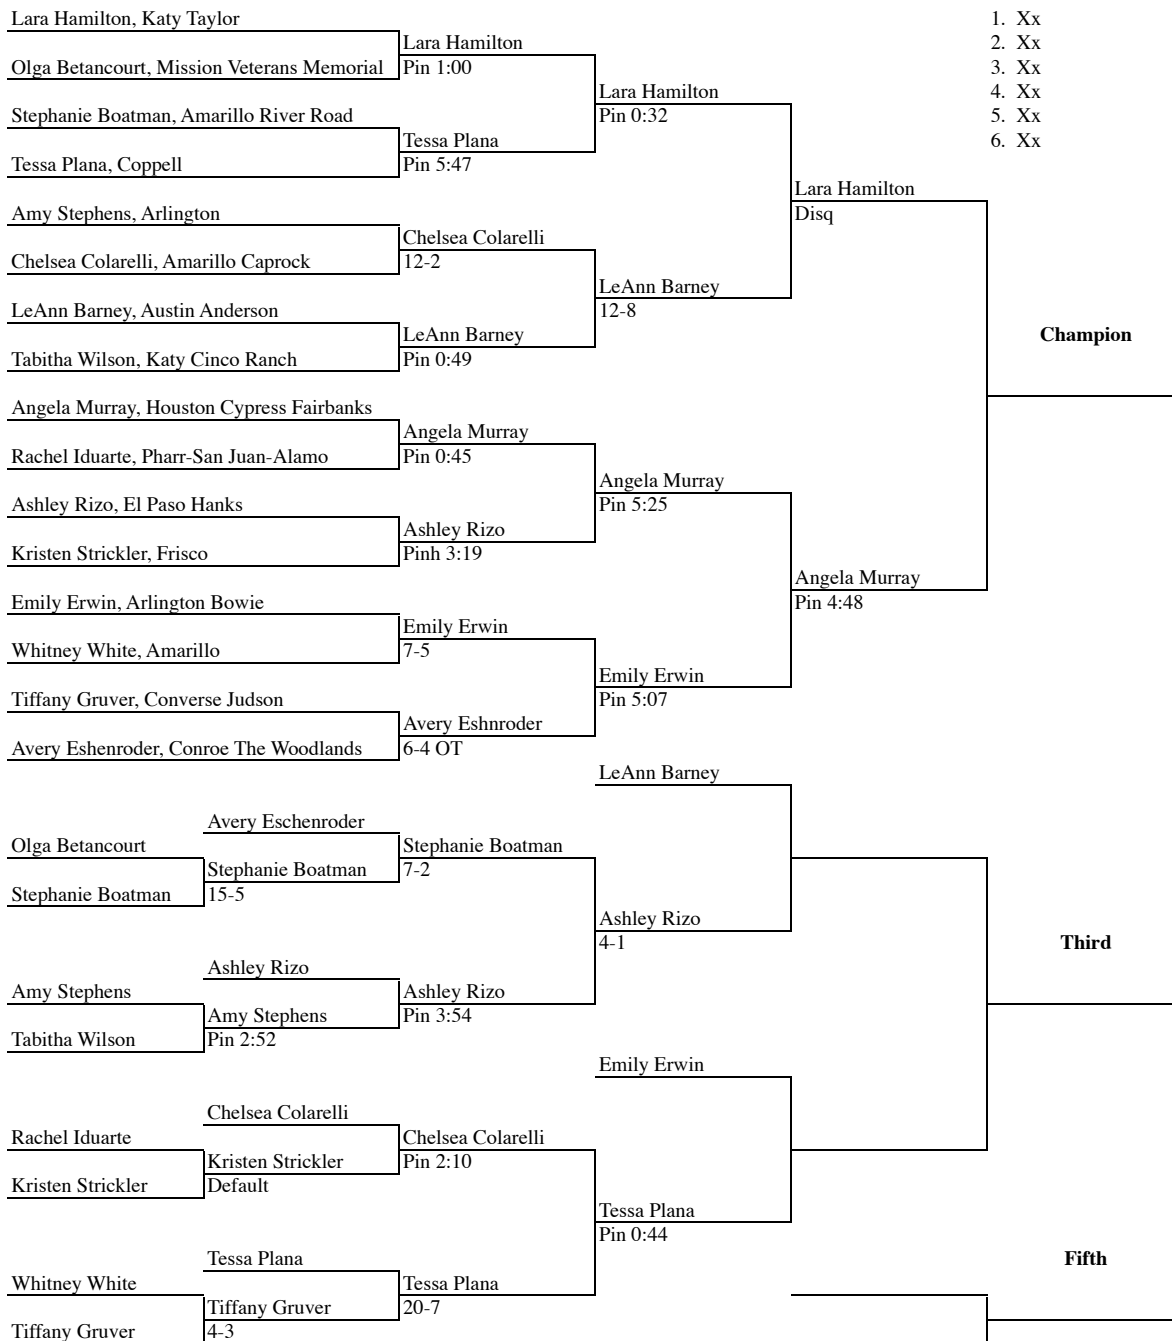 Lara Hamilton, Katy Taylor
1. Xx
Lara Hamilton
2. Xx
Olga Betancourt, Mission Veterans Memorial
Pin 1:00
3. Xx
Lara Hamilton
4. Xx
Stephanie Boatman, Amarillo River Road
Pin 0:32
5. Xx
Tessa Plana
6. Xx
Tessa Plana, Coppell
Pin 5:47
Lara Hamilton
Amy Stephens, Arlington
Disq
Chelsea Colarelli
Chelsea Colarelli, Amarillo Caprock
12-2
LeAnn Barney
LeAnn Barney, Austin Anderson
12-8
LeAnn Barney
Champion
Tabitha Wilson, Katy Cinco Ranch
Pin 0:49
Angela Murray, Houston Cypress Fairbanks
Angela Murray
Rachel Iduarte, Pharr-San Juan-Alamo
Pin 0:45
Angela Murray
Ashley Rizo, El Paso Hanks
Pin 5:25
Ashley Rizo
Kristen Strickler, Frisco
Pinh 3:19
Angela Murray
Emily Erwin, Arlington Bowie
Pin 4:48
Emily Erwin
Whitney White, Amarillo
7-5
Emily Erwin
Tiffany Gruver, Converse Judson
Pin 5:07
Avery Eshnroder
Avery Eshenroder, Conroe The Woodlands
6-4 OT
LeAnn Barney
Avery Eschenroder
Olga Betancourt
Stephanie Boatman
Stephanie Boatman
7-2
Stephanie Boatman
15-5
Ashley Rizo
4-1
Third
Ashley Rizo
Amy Stephens
Ashley Rizo
Amy Stephens
Pin 3:54
Tabitha Wilson
Pin 2:52
Emily Erwin
Chelsea Colarelli
Rachel Iduarte
Chelsea Colarelli
Kristen Strickler
Pin 2:10
Kristen Strickler
Default
Tessa Plana
Pin 0:44
Tessa Plana
Fifth
Whitney White
Tessa Plana
Tiffany Gruver
20-7
Tiffany Gruver
4-3